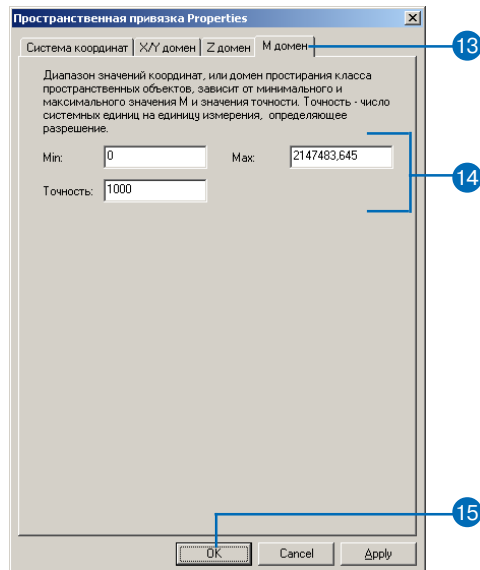 Пространственная привязка Properties
Система координат X/Y домен Z домен M домен 13
Диапазон значений координат, или домен простирания класса
пространственных объектов, зависит от минимального и
максимального значения M и значения точности. Точность - число
системных единиц на единицу измерения, определяющее
разрешение.
Min: 0 Max: 2147483,645
14
Точность: 1000
15
OK Cancel Apply